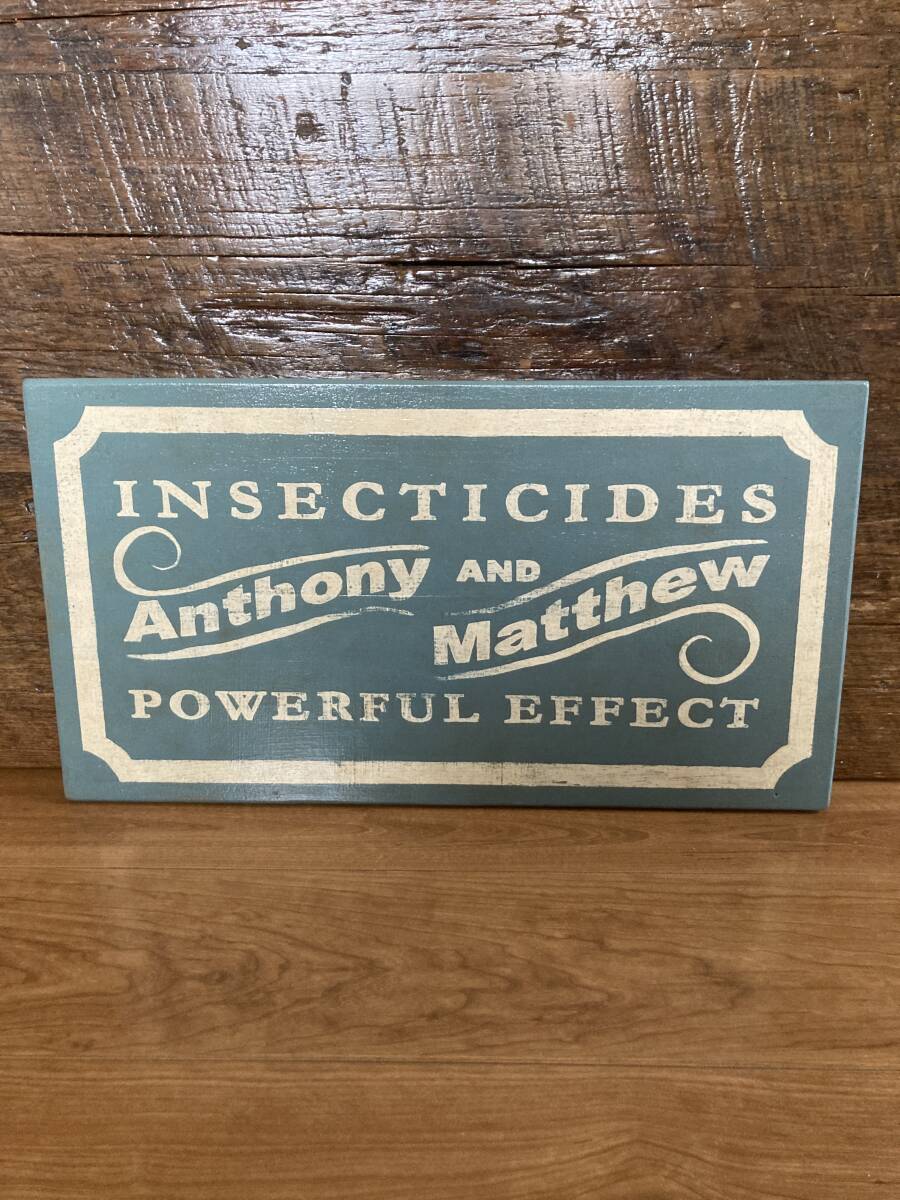 INSECTICIDES
Anthony AND Matthew
POWERFUL EFFECT